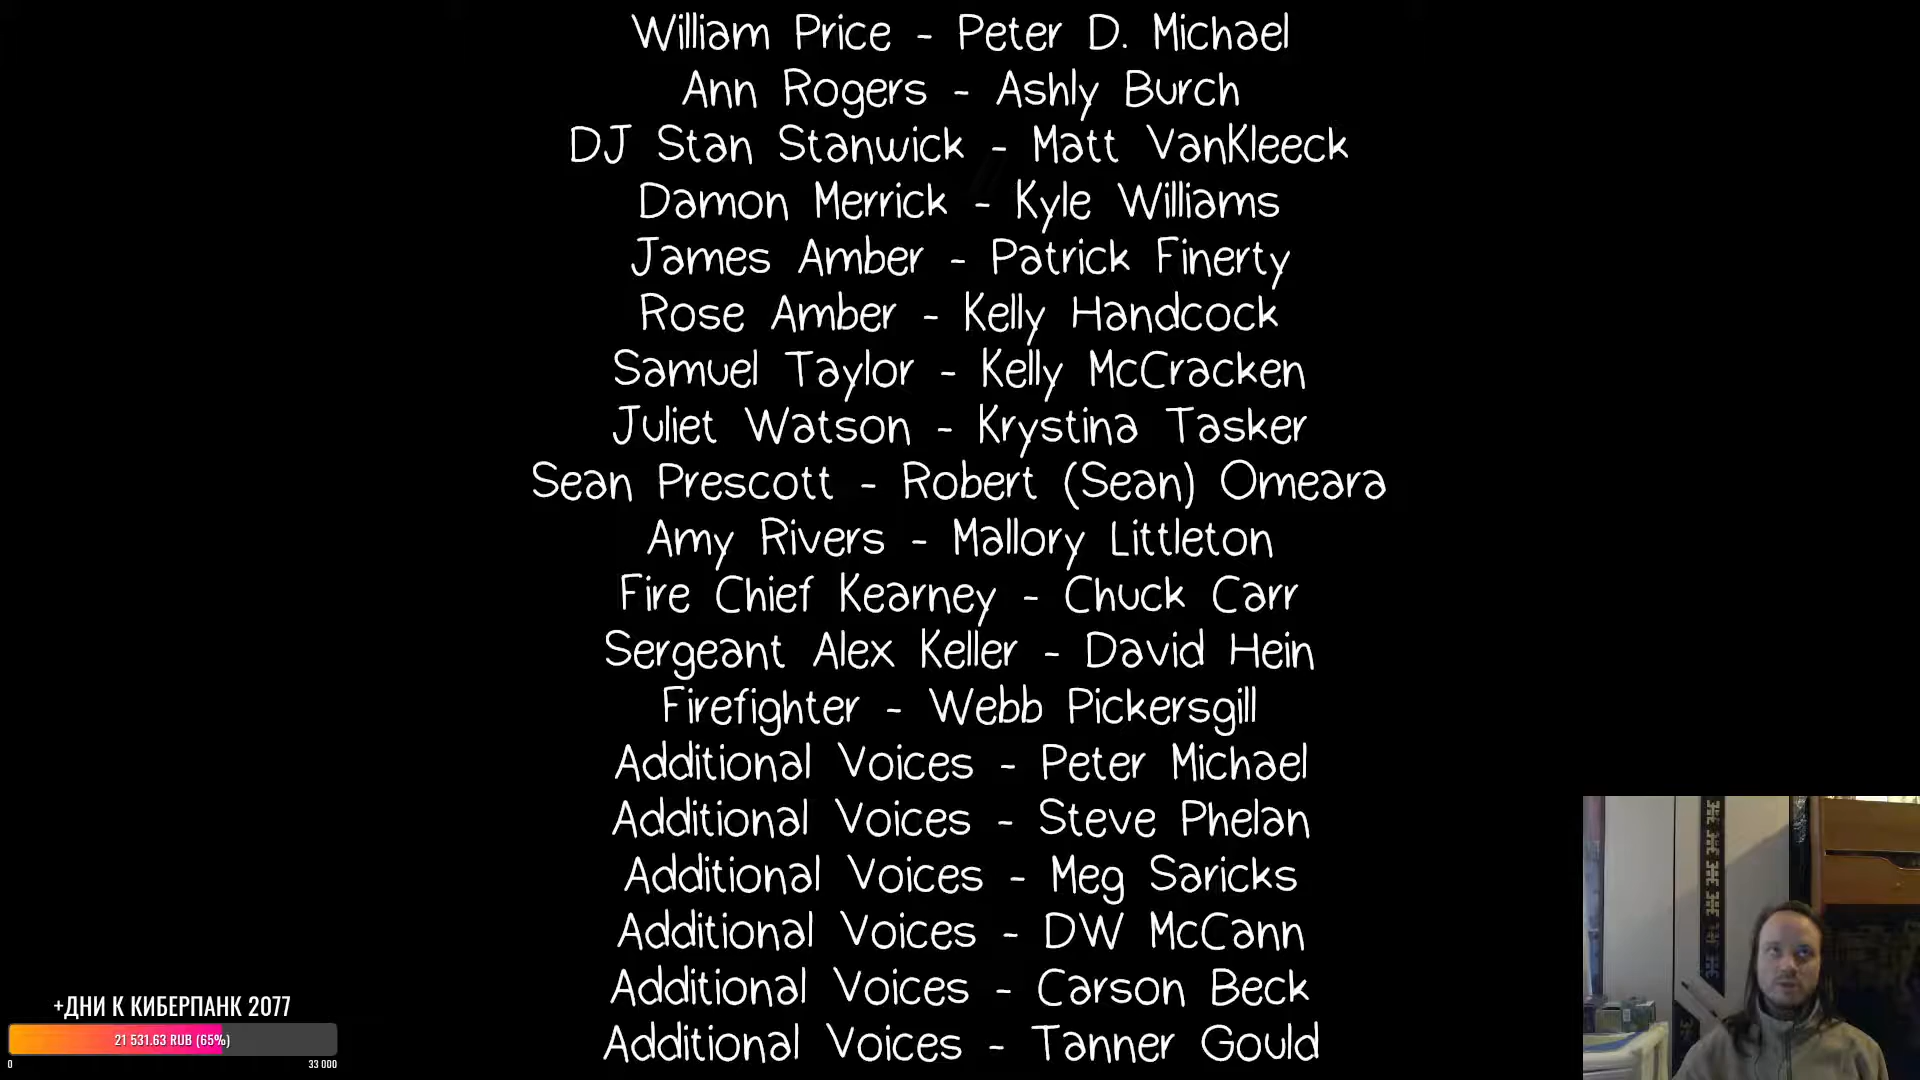 William Price - Peter D. Michael
Ann Rogers - Ashly Burch
DJ Stan Stanwick - Matt VanKleeck
Damon Merrick - Kyle Williams
James Amber - Patrick Finerty
Rose Amber - Kelly Handcock
Samuel Taylor - Kelly McCracken
Juliet Watson - Krystina Tasker
Sean Prescott - Robert (Sean) Omeara
Amy Rivers - Mallory Littleton
Fire Chief Kearney - Chuck Carr
Sergeant Alex Keller - David Hein
Firefighter - Webb Pickersgill
Additional Voices - Peter Michael
Additional Voices - Steve Phelan
Additional Voices - Meg Saricks
Additional Voices - DW McCann
Additional Voices - Carson Beck
Additional Voices - Tanner Gould
+ДНИ К КИБЕРПАНК 2077
21 531.63 RUB (65%)
0 33 000